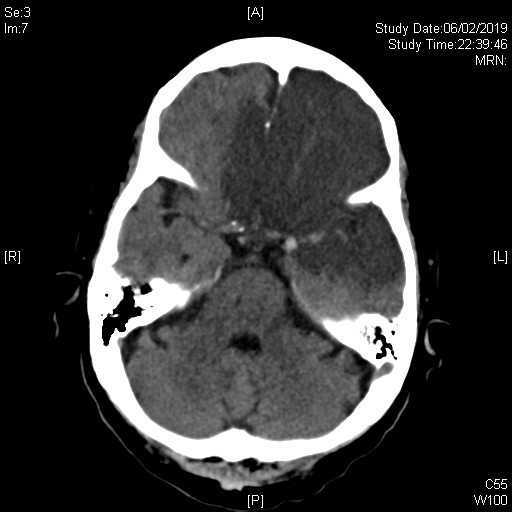 Se:3
Im:7
[A]
Study Date:06/02/2019
Study Time:22:39:46
MRN:
[R]
[L]
[P]
C55
W100